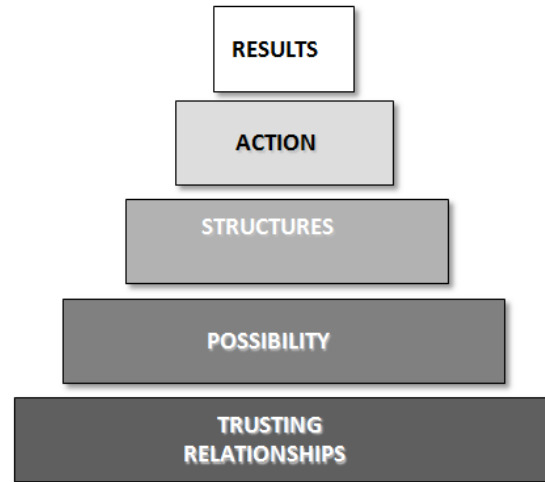 RESULTS
ACTION
STRUCTURES
POSSIBILITY
TRUSTING
RELATIONSHIPS